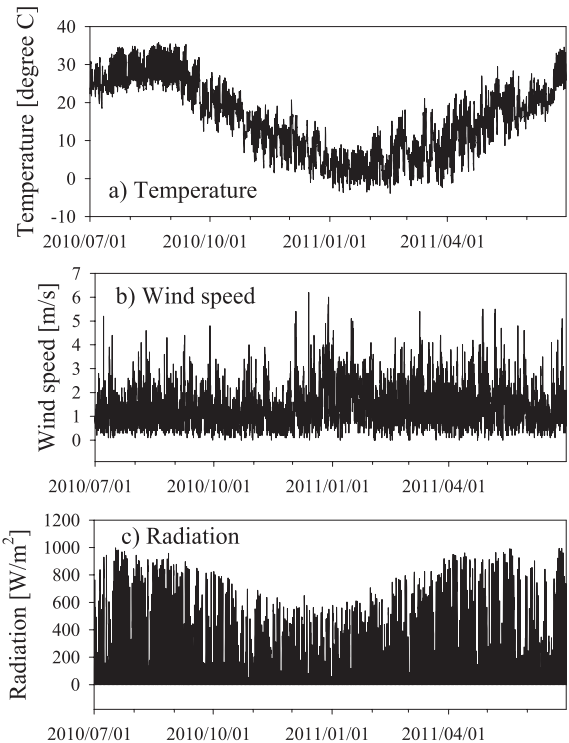 40
30
20
10
0
-10
Temperature [degree C]
a) Temperature
2010/07/01 2010/10/01 2011/01/01 2011/04/01
7
6
5
4
3
2
1
0
Wind speed [m/s]
b) Wind speed
2010/07/01 2010/10/01 2011/01/01 2011/04/01
1200
1000
800
600
400
200
0
Radiation [W/m²]
c) Radiation
2010/07/01 2010/10/01 2011/01/01 2011/04/01